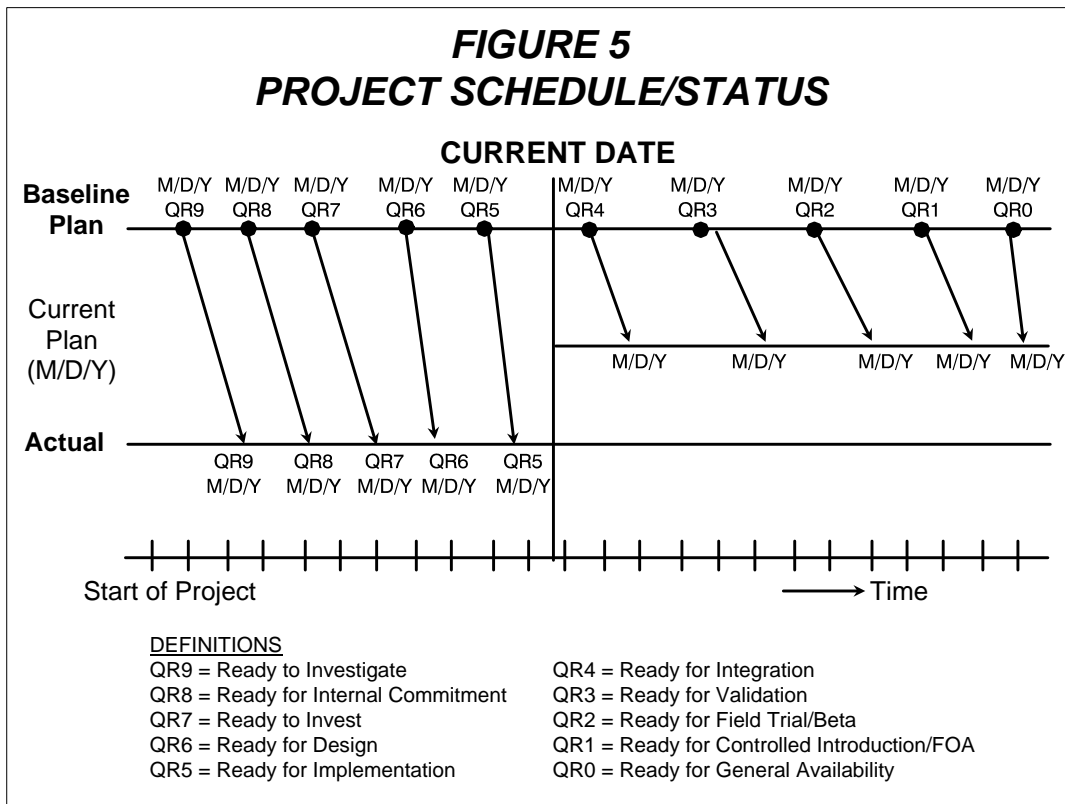 FIGURE 5
PROJECT SCHEDULE/STATUS
CURRENT DATE
M/D/Y M/D/Y M/D/Y M/D/Y M/D/Y M/D/Y M/D/Y M/D/Y M/D/Y M/D/Y
Baseline
Plan
QR9 QR8 QR7 QR6 QR5 QR4 QR3 QR2 QR1 QR0
Current
Plan
(M/D/Y)
M/D/Y M/D/Y M/D/Y M/D/Y M/D/Y
Actual
QR9 QR8 QR7 QR6 QR5
M/D/Y M/D/Y M/D/Y M/D/Y M/D/Y
Start of Project
Time
DEFINITIONS
QR9 = Ready to Investigate
QR8 = Ready for Internal Commitment
QR7 = Ready to Invest
QR6 = Ready for Design
QR5 = Ready for Implementation
QR4 = Ready for Integration
QR3 = Ready for Validation
QR2 = Ready for Field Trial/Beta
QR1 = Ready for Controlled Introduction/FOA
QR0 = Ready for General Availability